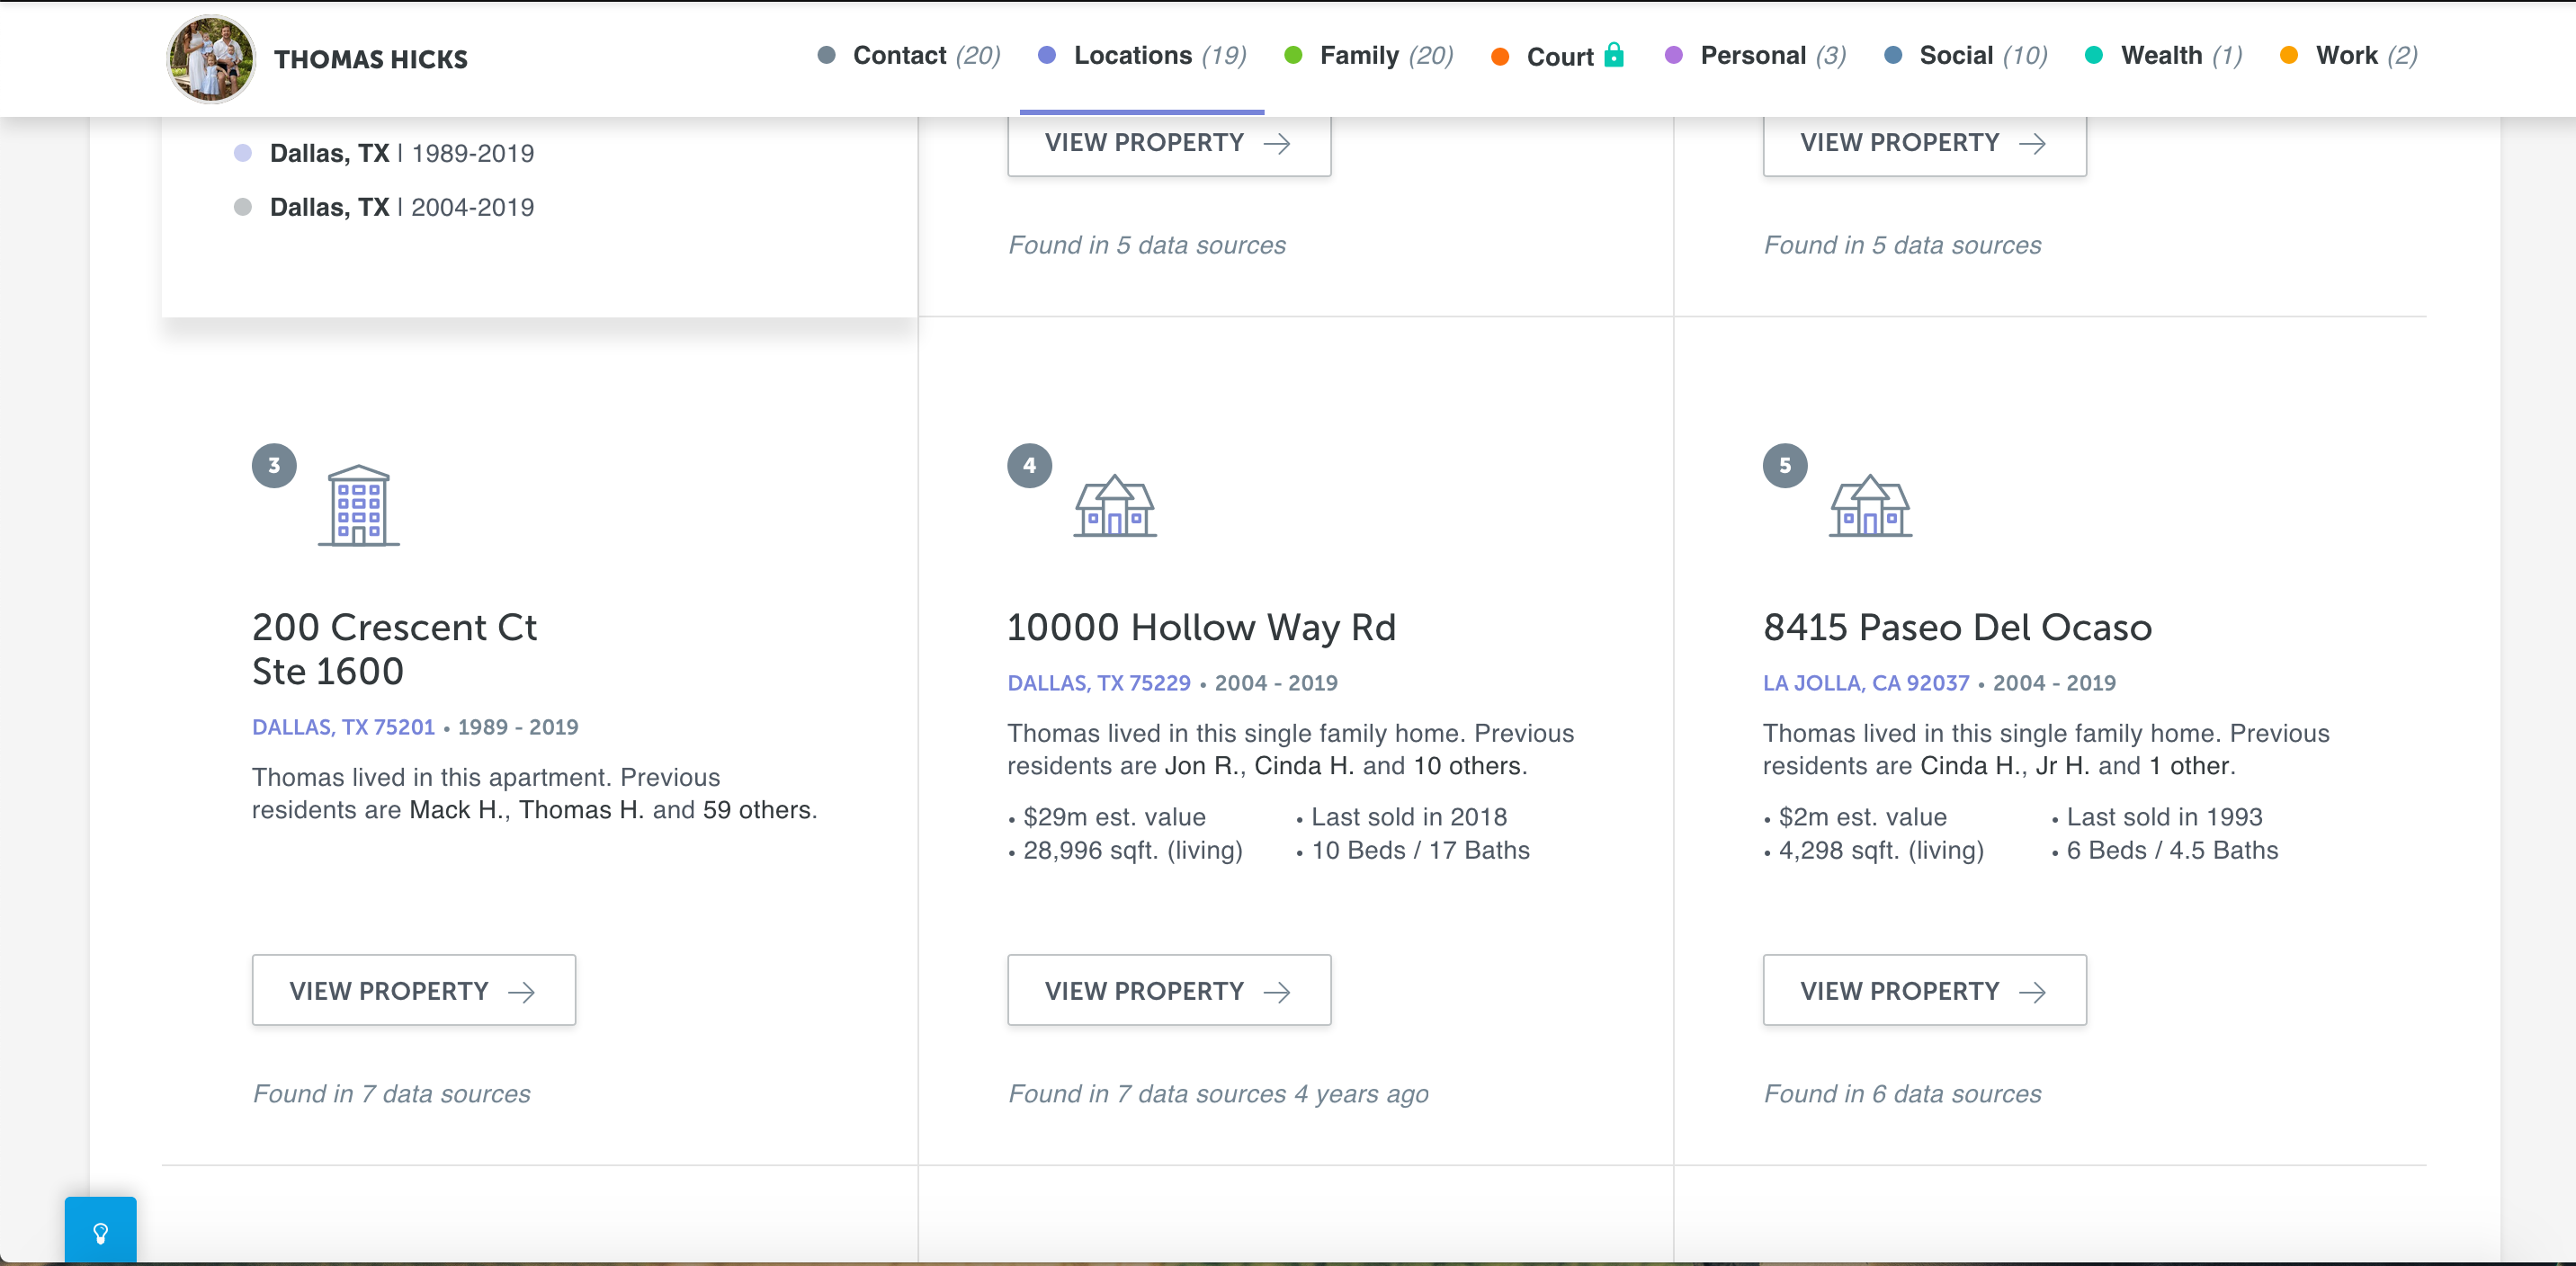 THOMAS HICKS
Contact (20) Locations (19) Family (20) Court Personal (3) Social (10) Wealth (1) Work (2)
Dallas, TX | 1989-2019
Dallas, TX | 2004-2019
VIEW PROPERTY →
Found in 5 data sources
VIEW PROPERTY →
Found in 5 data sources
3
200 Crescent Ct
Ste 1600
DALLAS, TX 75201 • 1989 - 2019
Thomas lived in this apartment. Previous
residents are Mack H., Thomas H. and 59 others.
VIEW PROPERTY →
Found in 7 data sources
4
10000 Hollow Way Rd
DALLAS, TX 75229 • 2004 - 2019
Thomas lived in this single family home. Previous
residents are Jon R., Cinda H. and 10 others.
• $29m est. value • Last sold in 2018
• 28,996 sqft. (living) • 10 Beds / 17 Baths
VIEW PROPERTY →
Found in 7 data sources 4 years ago
5
8415 Paseo Del Ocaso
LA JOLLA, CA 92037 • 2004 - 2019
Thomas lived in this single family home. Previous
residents are Cinda H., Jr H. and 1 other.
• $2m est. value • Last sold in 1993
• 4,298 sqft. (living) • 6 Beds / 4.5 Baths
VIEW PROPERTY →
Found in 6 data sources